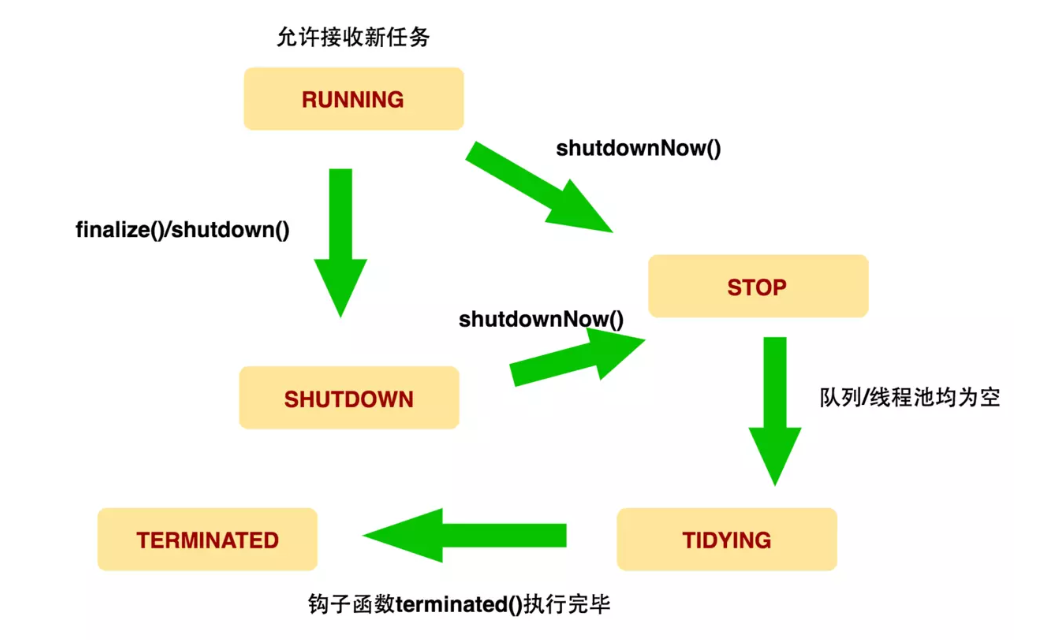 允许接收新任务
RUNNING
shutdownNow()
finalize()/shutdown()
STOP
shutdownNow()
SHUTDOWN
队列/线程池均为空
TERMINATED
TIDYING
钩子函数terminated()执行完毕